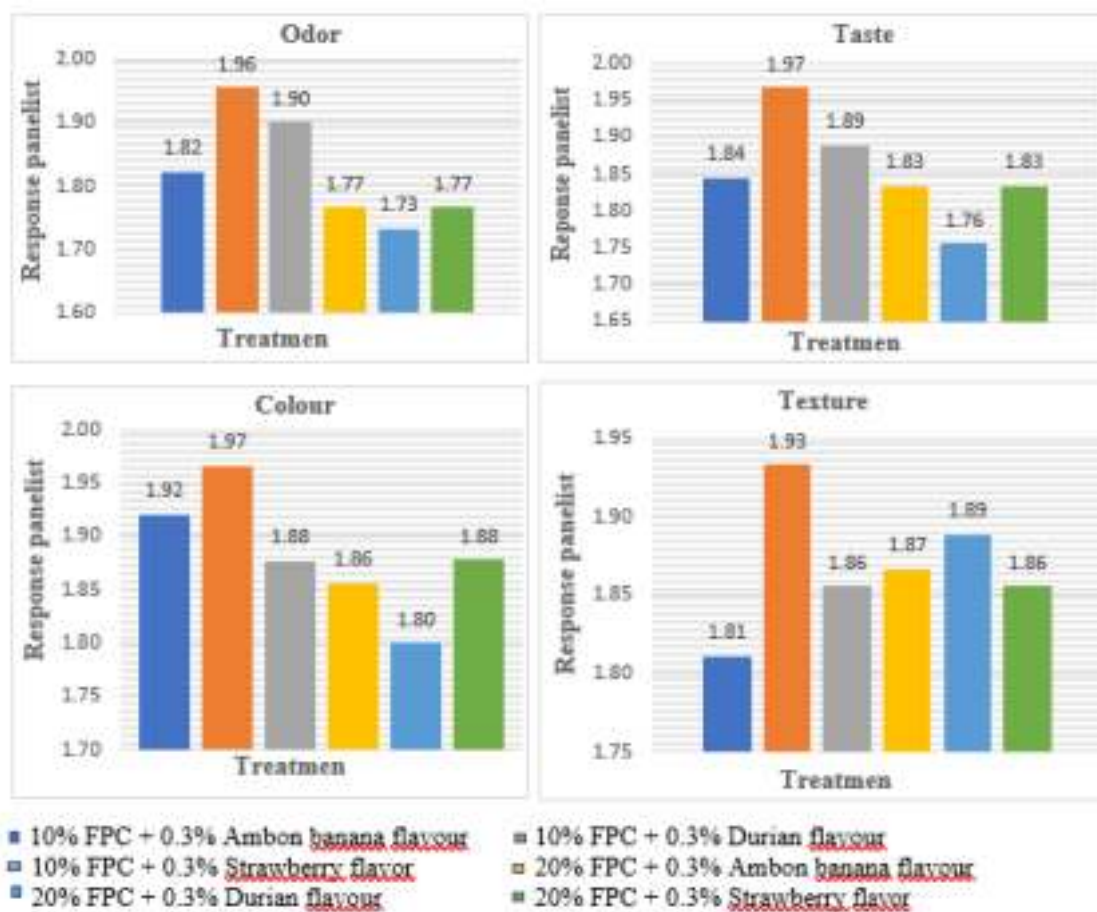 Odor
Response panelist
2.00
1.90
1.80
1.70
1.60
1.82
1.96
1.90
1.77
1.73
1.77
Treatmen
Taste
Reponse panelist
2.00
1.95
1.90
1.85
1.80
1.75
1.70
1.65
1.84
1.97
1.89
1.83
1.76
1.83
Treatmen
Colour
Response panelist
2.00
1.95
1.90
1.85
1.80
1.75
1.70
1.92
1.97
1.88
1.86
1.80
1.88
Treatmen
Texture
Response panelist
1.95
1.90
1.85
1.80
1.75
1.81
1.93
1.86
1.87
1.89
1.86
Treatmen
10% FPC + 0.3% Ambon banana flavour
10% FPC + 0.3% Durian flavour
10% FPC + 0.3% Strawberry flavor
20% FPC + 0.3% Ambon banana flavour
20% FPC + 0.3% Durian flavour
20% FPC + 0.3% Strawberry flavor